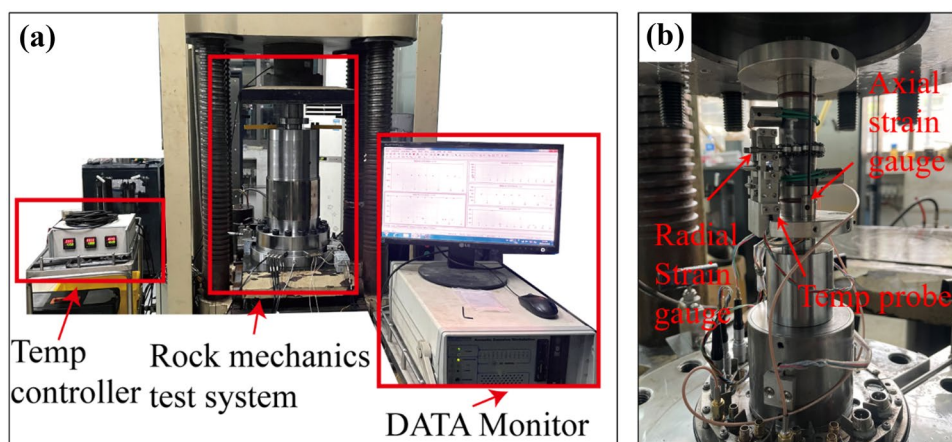 (a)
Temp
controller
Rock mechanics
test system
DATA Monitor
(b)
Axial
strain
gauge
Radial
Strain
gauge
Temp probe